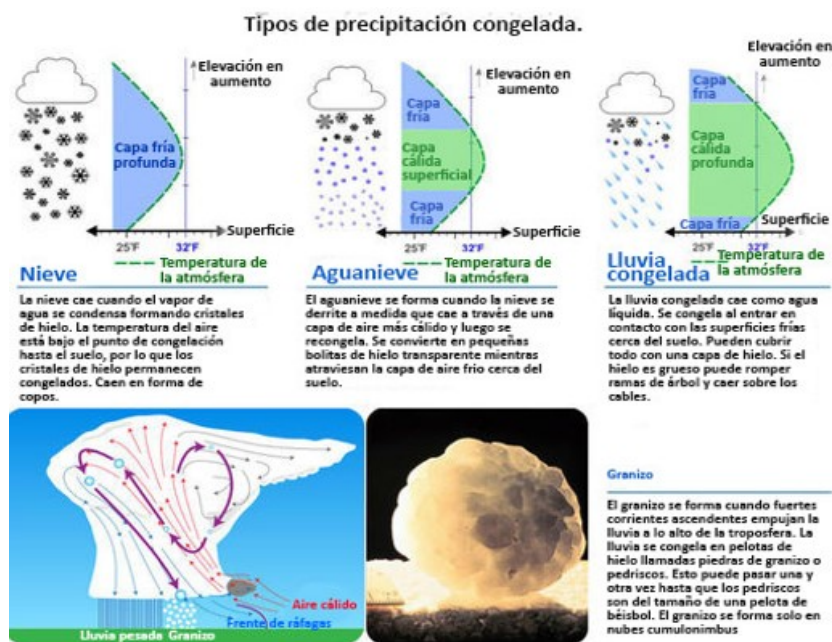 Tipos de precipitación congelada.
Elevación en
aumento
Capa fría
profunda
Superficie
25°F
32°F
Temperatura de
la atmósfera
Nieve
La nieve cae cuando el vapor de
agua se condensa formando cristales
de hielo. La temperatura del aire
está bajo el punto de congelación
hasta el suelo, por lo que los
cristales de hielo permanecen
congelados. Caen en forma de
copos.
Elevación en
aumento
Capa
fría
Capa
cálida
superficial
Capa
fría
Superficie
25°F
32°F
Temperatura de
la atmósfera
Aguanieve
El aguanieve se forma cuando la nieve se
derrite a medida que cae a través de una
capa de aire más cálido y luego se
recongela. Se convierte en pequeñas
bolitas de hielo transparente mientras
atraviesan la capa de aire frio cerca del
suelo.
Elevación en
aumento
Capa
fría
Capa
cálida
profunda
Capa fría
Superficie
25°F
32°F
Temperatura de
la atmósfera
Lluvia
congelada
La lluvia congelada cae como agua
líquida. Se congela al entrar en
contacto con las superficies frías
cerca del suelo. Pueden cubrir
todo con una capa de hielo. Si el
hielo es grueso puede romper
ramas de árbol y caer sobre los
cables.
Aire cálido
Frente de ráfagas
Lluvia pesada Granizo
Granizo
El granizo se forma cuando fuertes
corrientes ascendentes empujan la
lluvia a lo alto de la troposfera. La
lluvia se congela en pelotas de
hielo llamadas piedras de granizo o
pedriscos. Esto puede pasar una y
otra vez hasta que los pedriscos
son del tamaño de una pelota de
béisbol. El granizo se forma solo en
nubes cumulonimbus